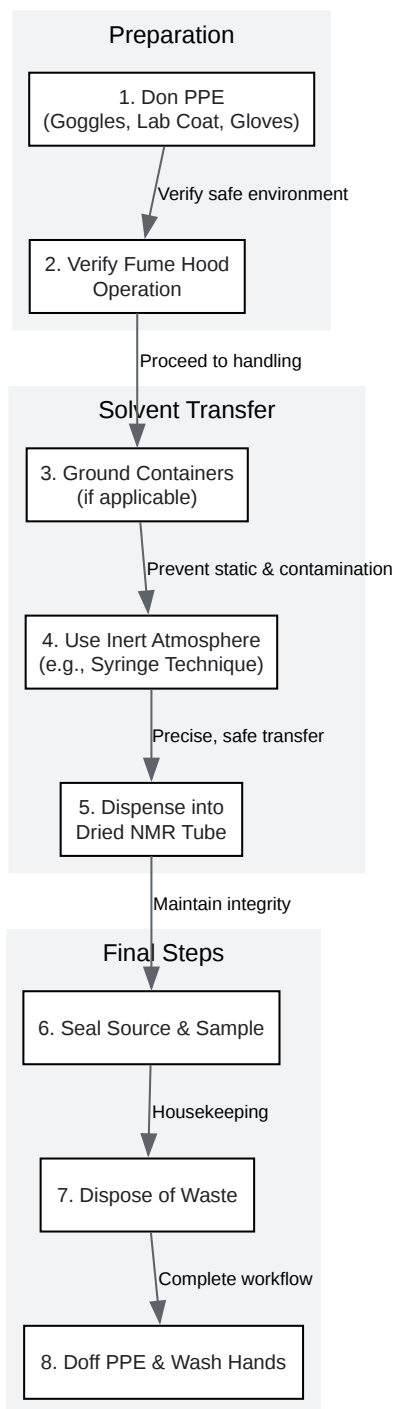 Preparation
1. Don PPE
(Goggles, Lab Coat, Gloves)
Verify safe environment
2. Verify Fume Hood
Operation
Proceed to handling
Solvent Transfer
3. Ground Containers
(if applicable)
Prevent static & contamination
4. Use Inert Atmosphere
(e.g., Syringe Technique)
Precise, safe transfer
5. Dispense into
Dried NMR Tube
Maintain integrity
Final Steps
6. Seal Source & Sample
Housekeeping
7. Dispose of Waste
Complete workflow
8. Doff PPE & Wash Hands